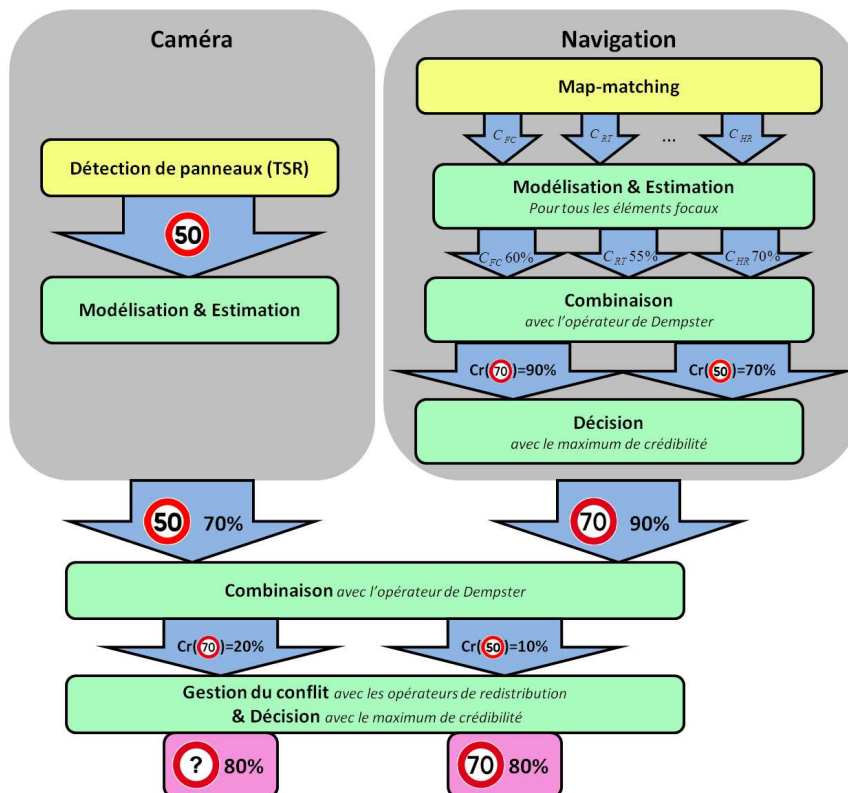 Caméra
Détection de panneaux (TSR)
50
Modélisation & Estimation
Navigation
Map-matching
C_FC C_RT ... C_HR
Modélisation & Estimation
Pour tous les éléments focaux
C_FC 60% C_RT 55% C_HR 70%
Combinaison
avec l'opérateur de Dempster
Cr(70)=90% Cr(50)=70%
Décision
avec le maximum de crédibilité
50 70% 70 90%
Combinaison avec l'opérateur de Dempster
Cr(70)=20% Cr(50)=10%
Gestion du conflit avec les opérateurs de redistribution
& Décision avec le maximum de crédibilité
? 80% 70 80%